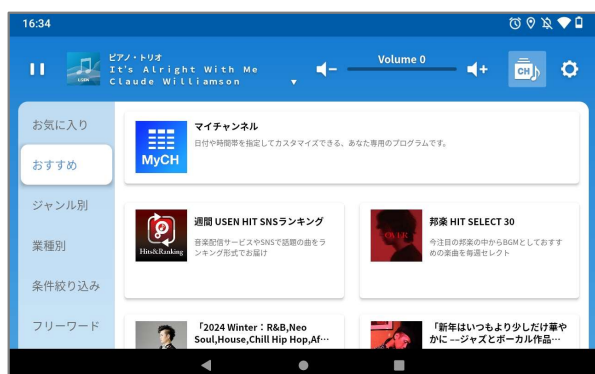 16:34
ピアノ・トリオ
It's Alright With Me
Claude Williamson
Volume 0
CH
USEN
お気に入り
おすすめ
ジャンル別
業種別
条件絞り込み
フリーワード
MyCH
マイチャンネル
日付や時間帯を指定してカスタマイズできる、あなた専用のプログラムです。
Hits&Ranking
週間 USEN HIT SNSランキング
音楽配信サービスやSNSで話題の曲をラ
ンキング形式でお届け
邦楽 HIT SELECT 30
今注目の邦楽の中からBGMとしておすす
めの楽曲を毎週セレクト
「2024 Winter：R&B,Neo
Soul,House,Chill Hip Hop,Af…
「新年はいつもより少しだけ華や
かに ––ジャズとボーカル作品…